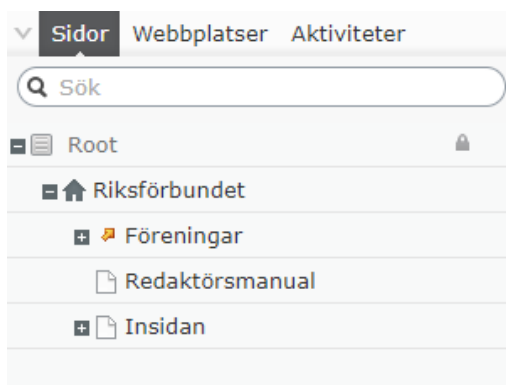 Sidor Webbplatser Aktiviteter
Sök
Root
Riksförbundet
Föreningar
Redaktörsmanual
Insidan